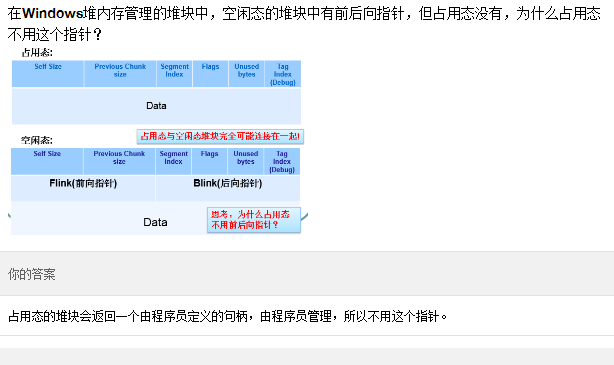 在Windows堆内存管理的堆块中，空闲态的堆块中有前后向指针，但占用态没有，为什么占用态
不用这个指针？
占用态:
Self Size
Previous Chunk
size
Segment
Index
Flags
Unused
bytes
Tag
Index
(Debug)
Data
占用态与空闲态堆块完全可能连接在一起!
空闲态:
Self Size
Previous Chunk
size
Segment
Index
Flags
Unused
bytes
Tag
Index
(Debug)
Flink(前向指针)
Blink(后向指针)
Data
思考，为什么占用态
不用前后向指针？
你的答案
占用态的堆块会返回一个由程序员定义的句柄，由程序员管理，所以不用这个指针。